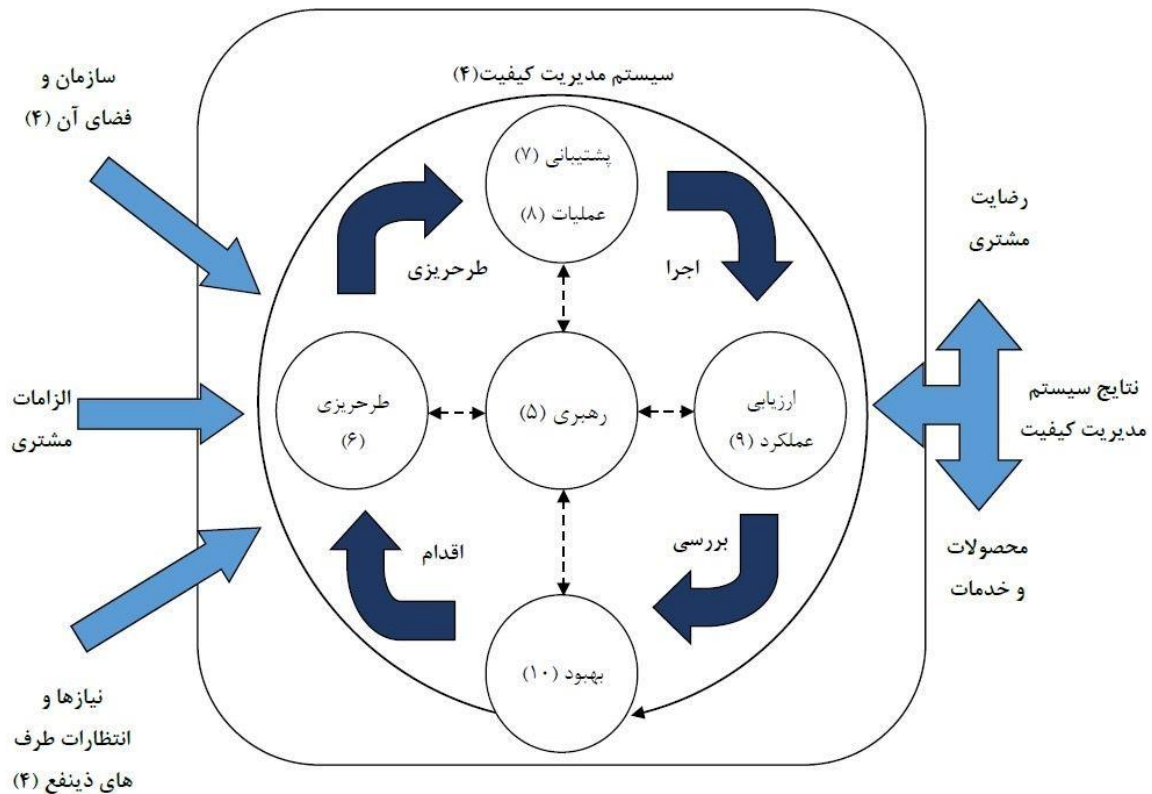 سیستم مدیریت کیفیت(۴)
سازمان و
فضای آن (۴)
پشتیبانی (۷)
عملیات (۸)
طرحریزی
اجرا
رضایت
مشتری
الزامات
مشتری
طرحریزی
(۶)
رهبری (۵)
ارزیابی
عملکرد (۹)
نتایج سیستم
مدیریت کیفیت
اقدام
بررسی
محصولات
و خدمات
بهبود (۱۰)
نیازها و
انتظارات طرف
های ذینفع (۴)